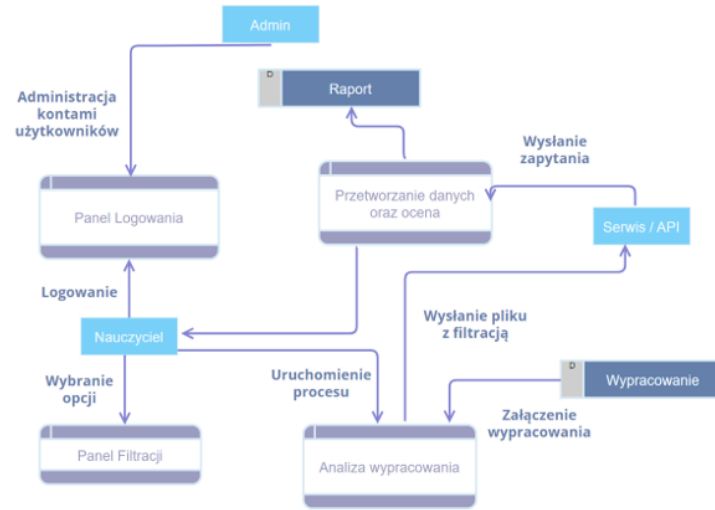 Admin
Administracja
kontami
użytkowników
D
Raport
Wysłanie
zapytania
Panel Logowania
Przetworzanie danych
oraz ocena
Serwis / API
Logowanie
Wysłanie pliku
z filtracją
Nauczyciel
Wybranie
opcji
Uruchomienie
procesu
D
Wypracowanie
Załączenie
wypracowania
Panel Filtracji
Analiza wypracowania